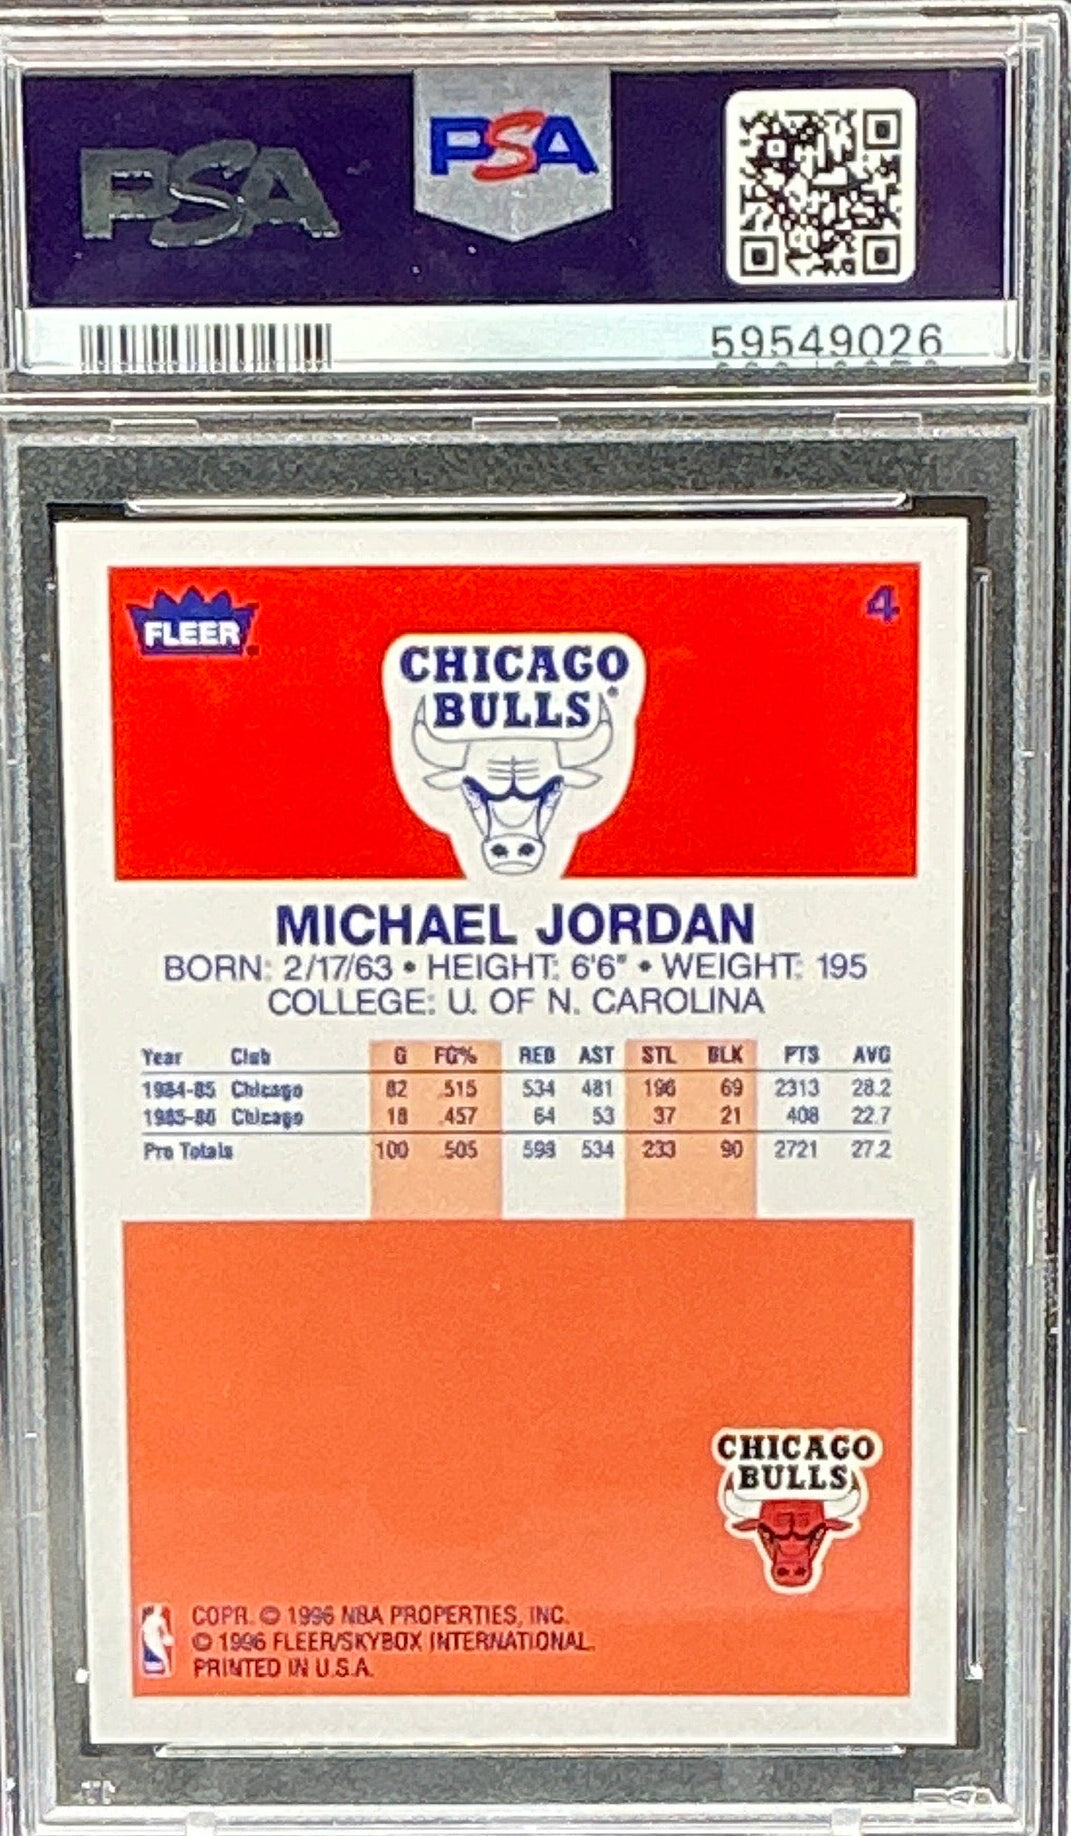 PSA
PSA
59549026
FLEER
4
CHICAGO
BULLS
MICHAEL JORDAN
BORN: 2/17/63 • HEIGHT: 6'6" • WEIGHT: 195
COLLEGE: U. OF N. CAROLINA
Year Club G FG% REB AST STL BLK PTS AVG
1984-85 Chicago 82 .515 534 481 196 69 2313 28.2
1985-86 Chicago 18 .457 64 53 37 21 408 22.7
Pro Totals 100 .505 598 534 233 90 2721 27.2
CHICAGO
BULLS
COPR. © 1996 NBA PROPERTIES, INC.
© 1996 FLEER/SKYBOX INTERNATIONAL.
PRINTED IN U.S.A.